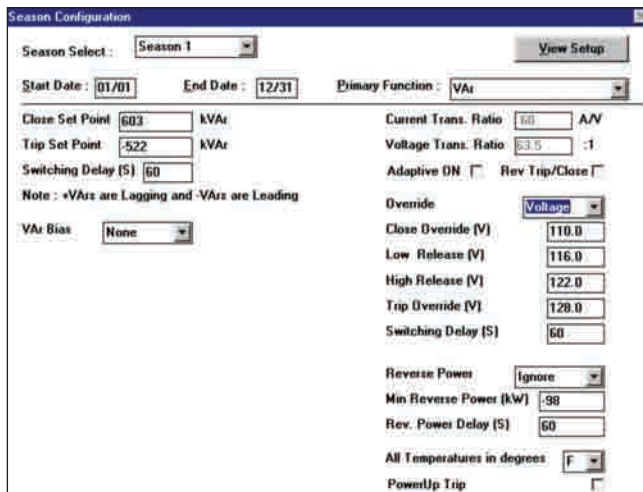 Season Configuration
Season Select : Season 1 View Setup
Start Date : 01/01 End Date : 12/31 Primary Function : VAr
Close Set Point 603 kVAr
Trip Set Point -522 kVAr
Switching Delay (S) 60
Note : +VArs are Lagging and -VArs are Leading
VAr Bias None
Current Trans. Ratio 60 A/V
Voltage Trans. Ratio 63.5 :1
Adaptive ON Rev Trip/Close
Override Voltage
Close Override (V) 110.0
Low Release (V) 116.0
High Release (V) 122.0
Trip Override (V) 128.0
Switching Delay (S) 60
Reverse Power Ignore
Min Reverse Power (kW) -98
Rev. Power Delay (S) 60
All Temperatures in degrees F
PowerUp Trip